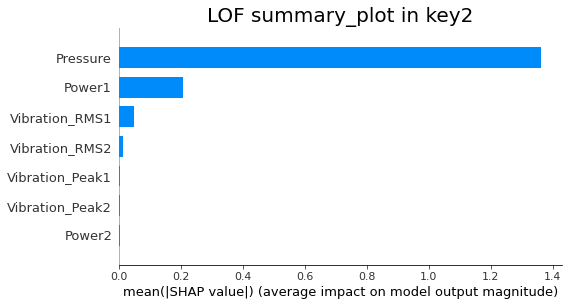 LOF summary_plot in key2
Pressure
Power1
Vibration_RMS1
Vibration_RMS2
Vibration_Peak1
Vibration_Peak2
Power2
0.0 0.2 0.4 0.6 0.8 1.0 1.2 1.4
mean(|SHAP value|) (average impact on model output magnitude)